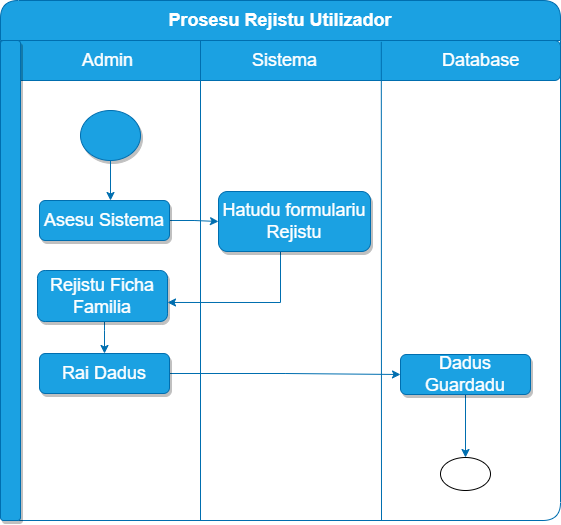 Prosesu Rejistu Utilizador
Admin
Sistema
Database
Asesu Sistema
Hatudu formulariu
Rejistu
Rejistu Ficha
Familia
Rai Dadus
Dadus
Guardadu